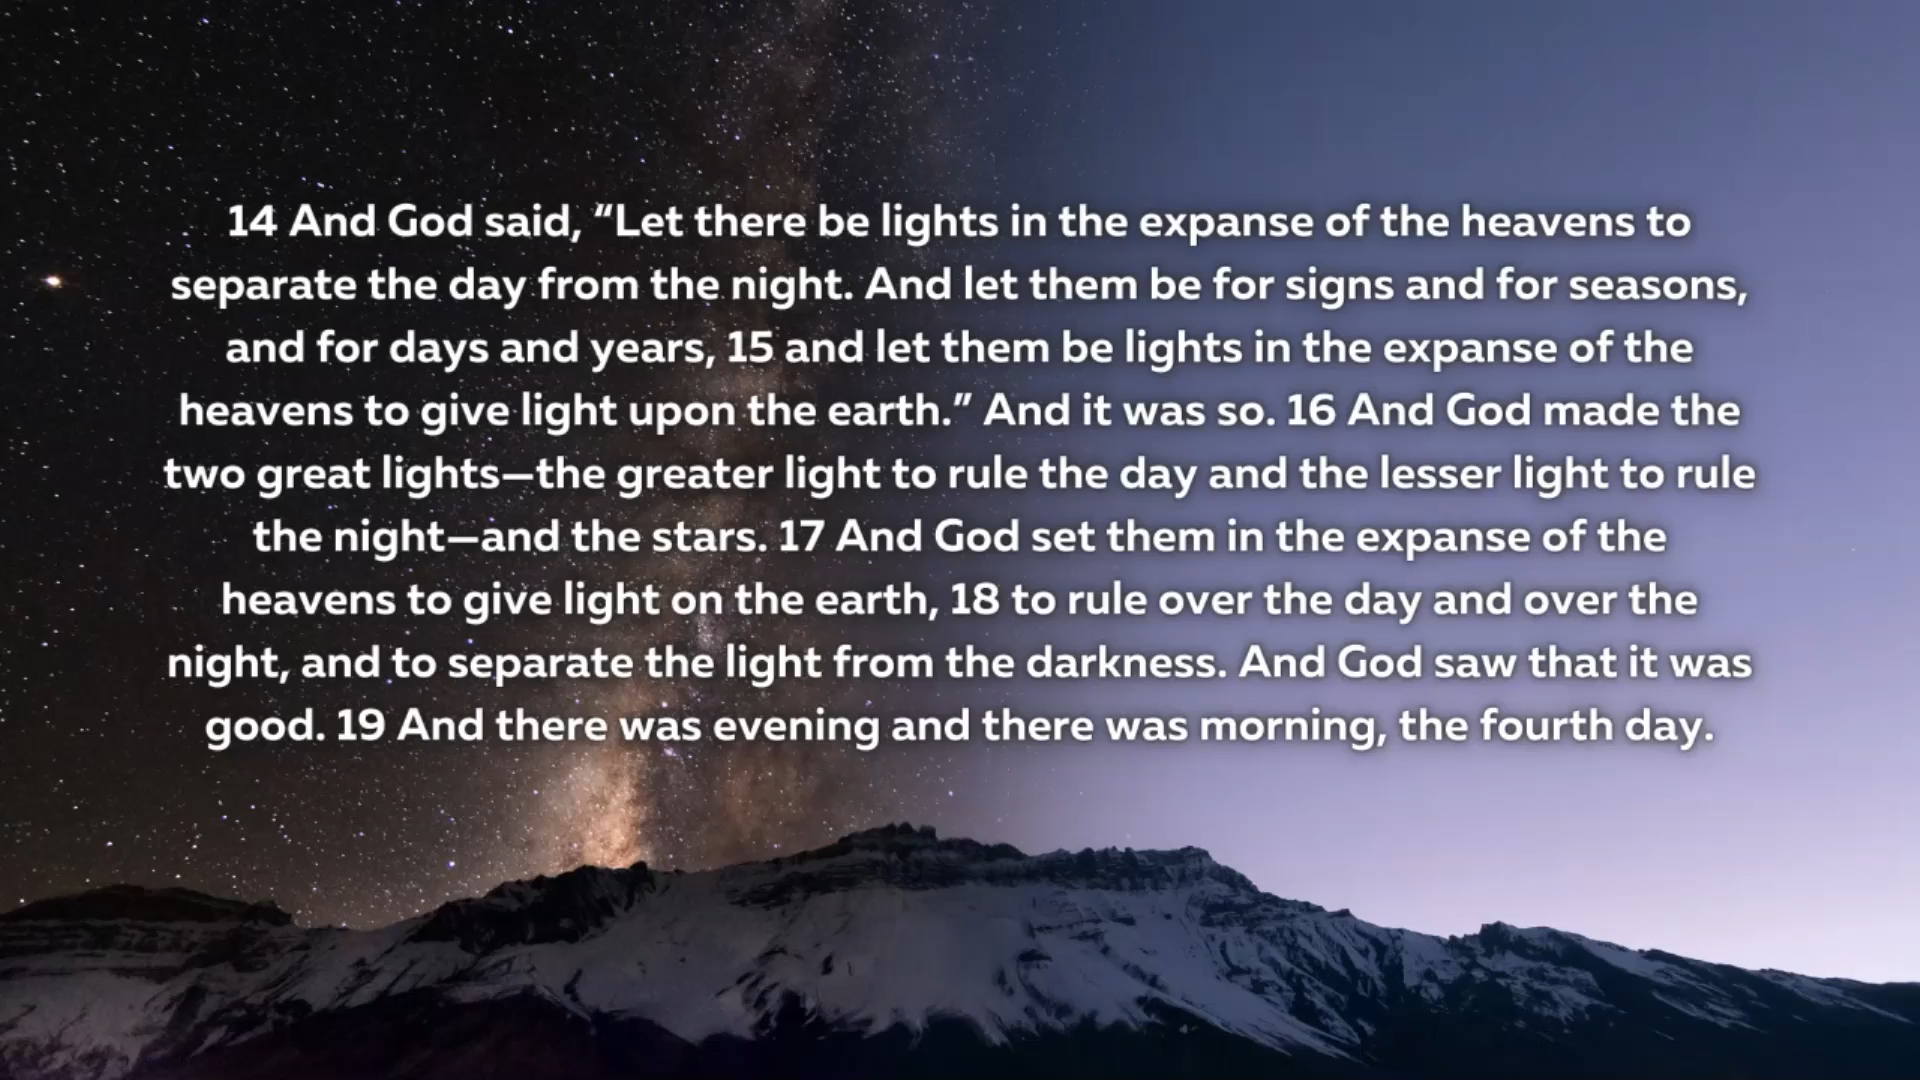 14 And God said, “Let there be lights in the expanse of the heavens to
separate the day from the night. And let them be for signs and for seasons,
and for days and years, 15 and let them be lights in the expanse of the
heavens to give light upon the earth.” And it was so. 16 And God made the
two great lights—the greater light to rule the day and the lesser light to rule
the night—and the stars. 17 And God set them in the expanse of the
heavens to give light on the earth, 18 to rule over the day and over the
night, and to separate the light from the darkness. And God saw that it was
good. 19 And there was evening and there was morning, the fourth day.